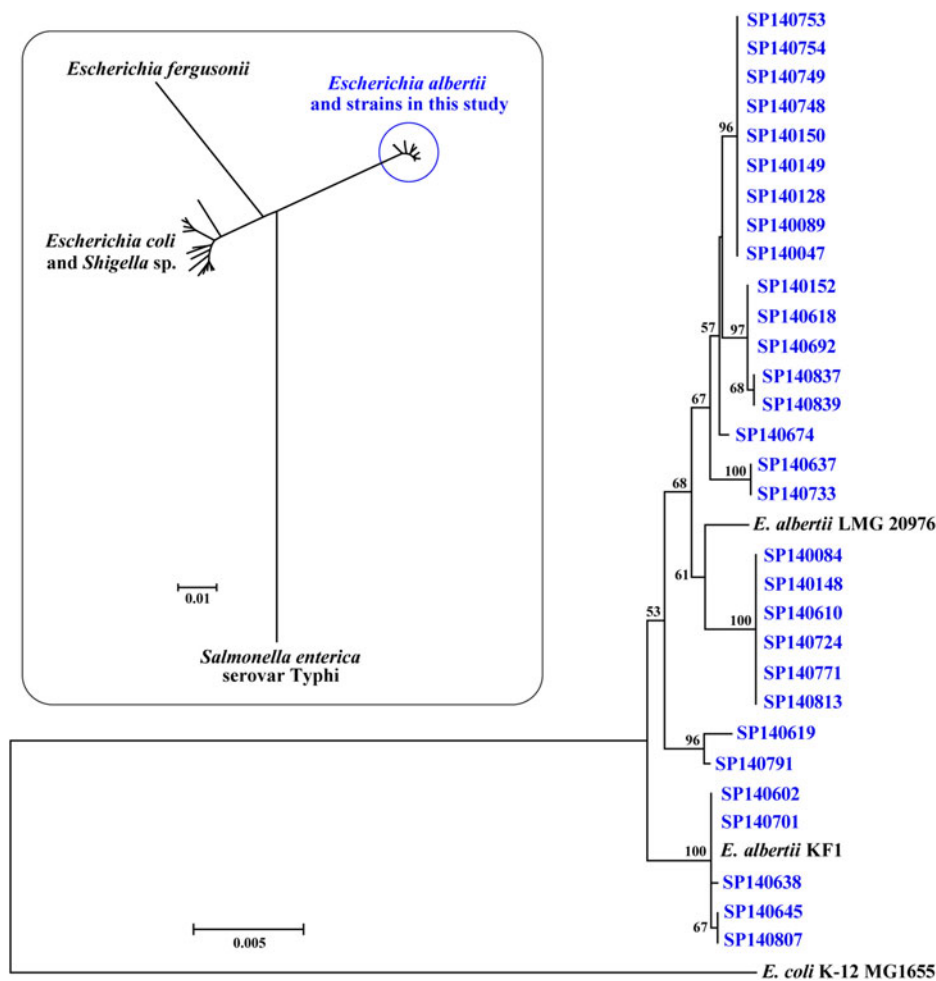 Escherichia fergusonii
Escherichia albertii
and strains in this study
Escherichia coli
and Shigella sp.
0.01
Salmonella enterica
serovar Typhi
SP140753
SP140754
SP140749
SP140748
96
SP140150
SP140149
SP140128
SP140089
SP140047
SP140152
SP140618
57
97
SP140692
SP140837
68
SP140839
67
SP140674
SP140637
100
SP140733
68
E. albertii LMG 20976
SP140084
61
SP140148
SP140610
53
100
SP140724
SP140771
SP140813
SP140619
96
SP140791
SP140602
SP140701
100
E. albertii KF1
SP140638
SP140645
67
SP140807
0.005
E. coli K-12 MG1655